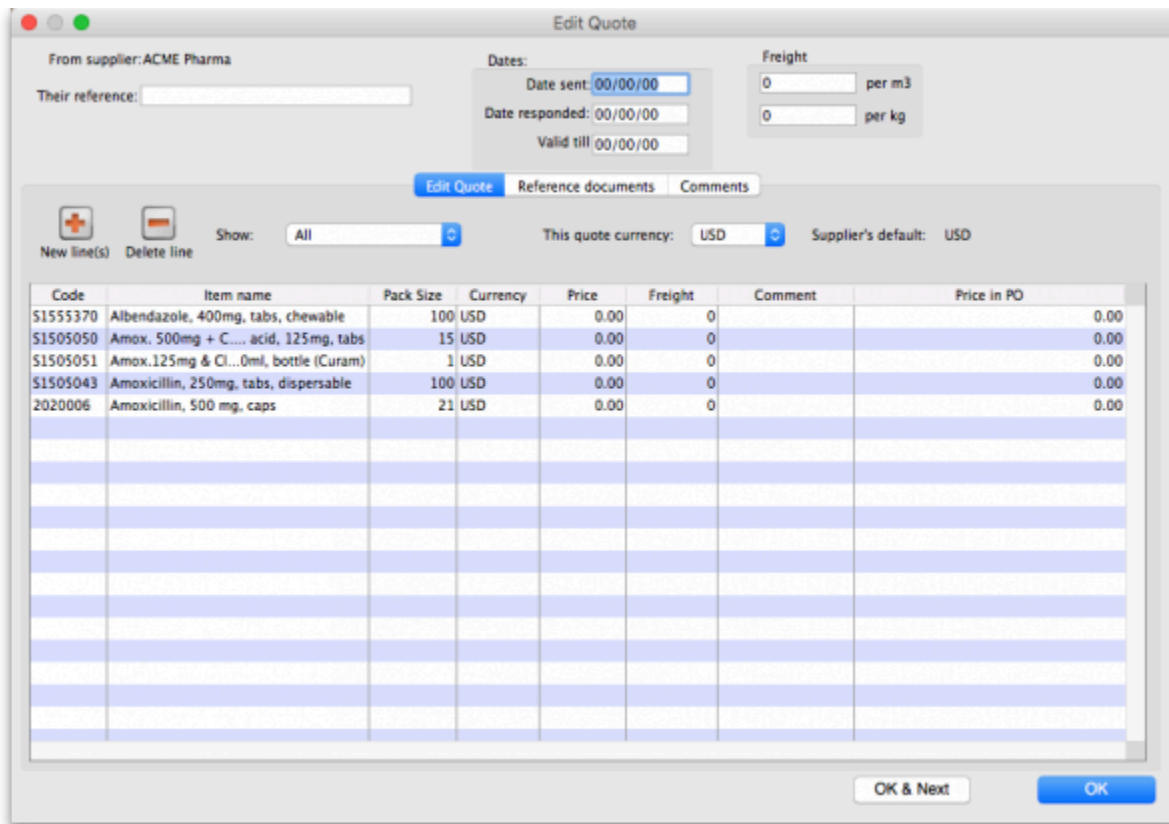 Edit Quote
From supplier: ACME Pharma
Their reference:
Dates:
Date sent: 00/00/00
Date responded: 00/00/00
Valid till 00/00/00
Freight
0 per m3
0 per kg
Edit Quote Reference documents Comments
New line(s) Delete line Show: All This quote currency: USD Supplier's default: USD
Code Item name Pack Size Currency Price Freight Comment Price in PO
S1555370 Albendazole, 400mg, tabs, chewable 100 USD 0.00 0 0.00
S1505050 Amox. 500mg + C.... acid, 125mg, tabs 15 USD 0.00 0 0.00
S1505051 Amox.125mg & Cl...0ml, bottle (Curam) 1 USD 0.00 0 0.00
S1505043 Amoxicillin, 250mg, tabs, dispersable 100 USD 0.00 0 0.00
2020006 Amoxicillin, 500 mg, caps 21 USD 0.00 0 0.00
OK & Next OK